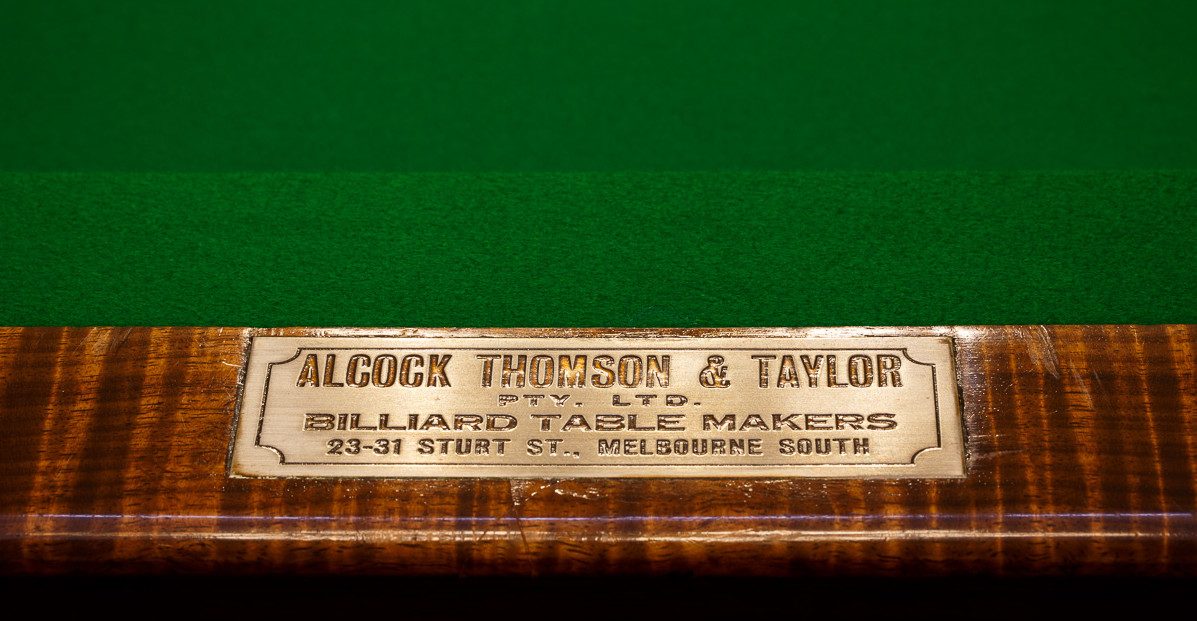 ALCOCK THOMSON & TAYLOR
PTY. LTD.
BILLIARD TABLE MAKERS
23-31 STURT ST., MELBOURNE SOUTH